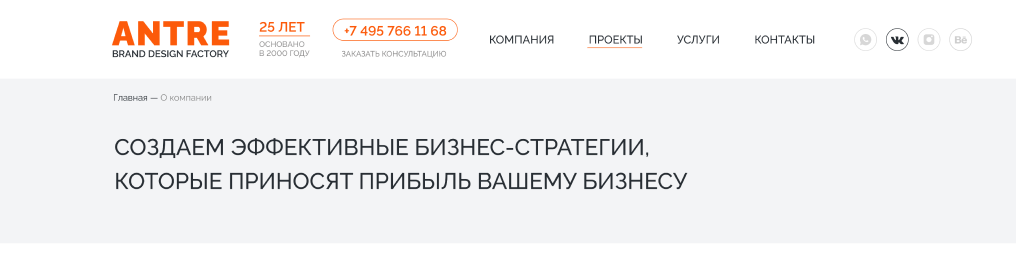 ANTRE
BRAND DESIGN FACTORY
25 ЛЕТ
ОСНОВАНО
В 2000 ГОДУ
+7 495 766 11 68
ЗАКАЗАТЬ КОНСУЛЬТАЦИЮ
КОМПАНИЯ ПРОЕКТЫ УСЛУГИ КОНТАКТЫ
Bē
Главная — О компании
СОЗДАЕМ ЭФФЕКТИВНЫЕ БИЗНЕС-СТРАТЕГИИ,
КОТОРЫЕ ПРИНОСЯТ ПРИБЫЛЬ ВАШЕМУ БИЗНЕСУ